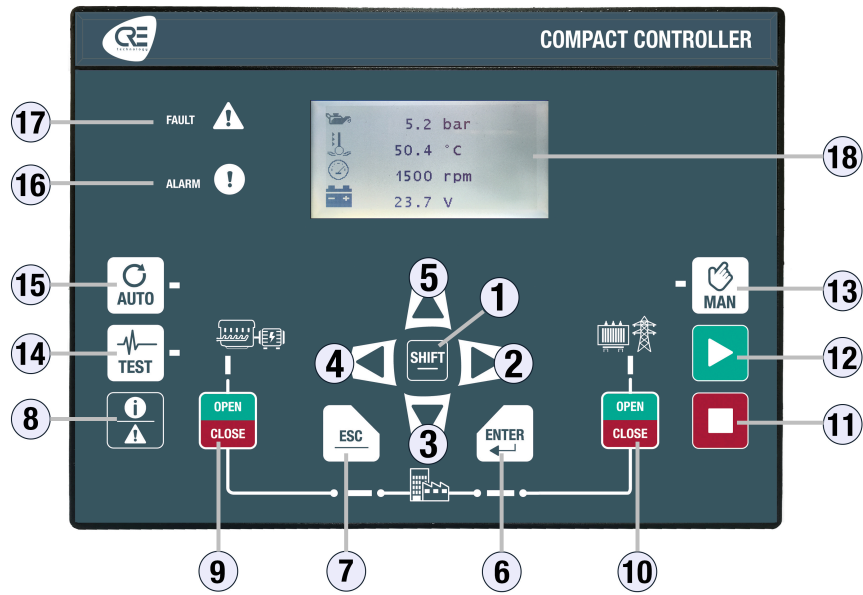 CRE
technology
COMPACT CONTROLLER
17
FAULT
5.2 bar
18
50.4 °C
16
ALARM
1500 rpm
23.7 V
15
AUTO
5
1
MAN
13
14
TEST
4
SHIFT
2
12
8
OPEN
CLOSE
ESC
3
ENTER
OPEN
CLOSE
11
9
7
6
10